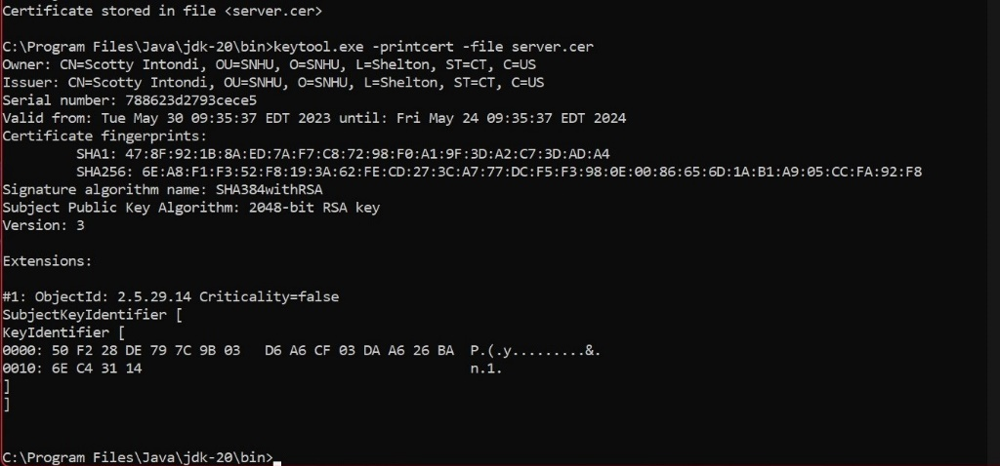 Certificate stored in file <server.cer>
C:\Program Files\Java\jdk-20\bin>keytool.exe -printcert -file server.cer
Owner: CN=Scotty Intondi, OU=SNHU, O=SNHU, L=Shelton, ST=CT, C=US
Issuer: CN=Scotty Intondi, OU=SNHU, O=SNHU, L=Shelton, ST=CT, C=US
Serial number: 788623d2793cece5
Valid from: Tue May 30 09:35:37 EDT 2023 until: Fri May 24 09:35:37 EDT 2024
Certificate fingerprints:
SHA1: 47:8F:92:1B:8A:ED:7A:F7:C8:72:98:F0:A1:9F:3D:A2:C7:3D:AD:A4
SHA256: 6E:A8:F1:F3:52:F8:19:3A:62:FE:CD:27:3C:A7:77:DC:F5:F3:98:0E:00:86:65:6D:1A:B1:A9:05:CC:FA:92:F8
Signature algorithm name: SHA384withRSA
Subject Public Key Algorithm: 2048-bit RSA key
Version: 3
Extensions:
#1: ObjectId: 2.5.29.14 Criticality=false
SubjectKeyIdentifier [
KeyIdentifier [
0000: 50 F2 28 DE 79 7C 9B 03   D6 A6 CF 03 DA A6 26 BA  P.(.y.........&.
0010: 6E C4 31 14                                        n.1.
]
]
C:\Program Files\Java\jdk-20\bin>